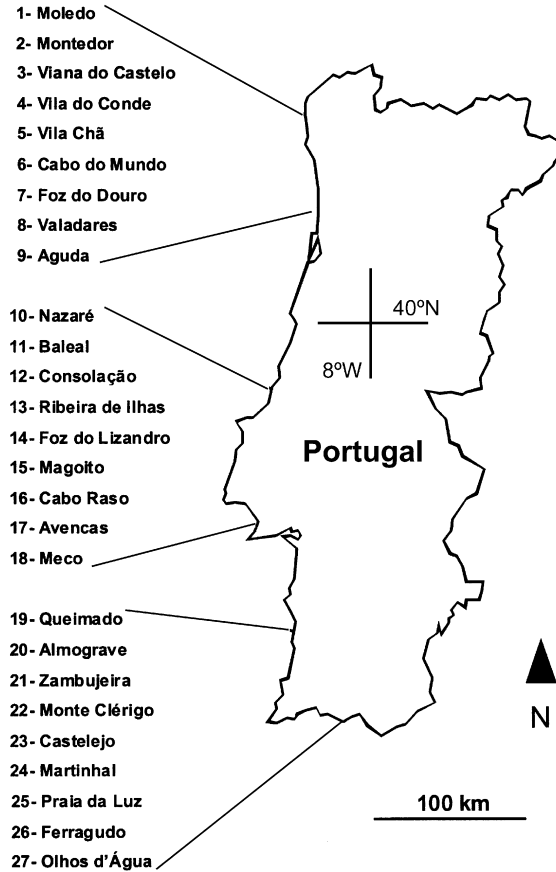 1- Moledo
2- Montedor
3- Viana do Castelo
4- Vila do Conde
5- Vila Chã
6- Cabo do Mundo
7- Foz do Douro
8- Valadares
9- Aguda
10- Nazaré
11- Baleal
12- Consolação
13- Ribeira de ilhas
14- Foz do Lizandro
15- Magoito
16- Cabo Raso
17- Avencas
18- Meco
19- Queimado
20- Almograve
21- Zambujeira
22- Monte Clérigo
23- Castelejo
24- Martinhal
25- Praia da Luz
26- Ferragudo
27- Olhos d'Água
40ºN
8ºW
Portugal
N
100 km